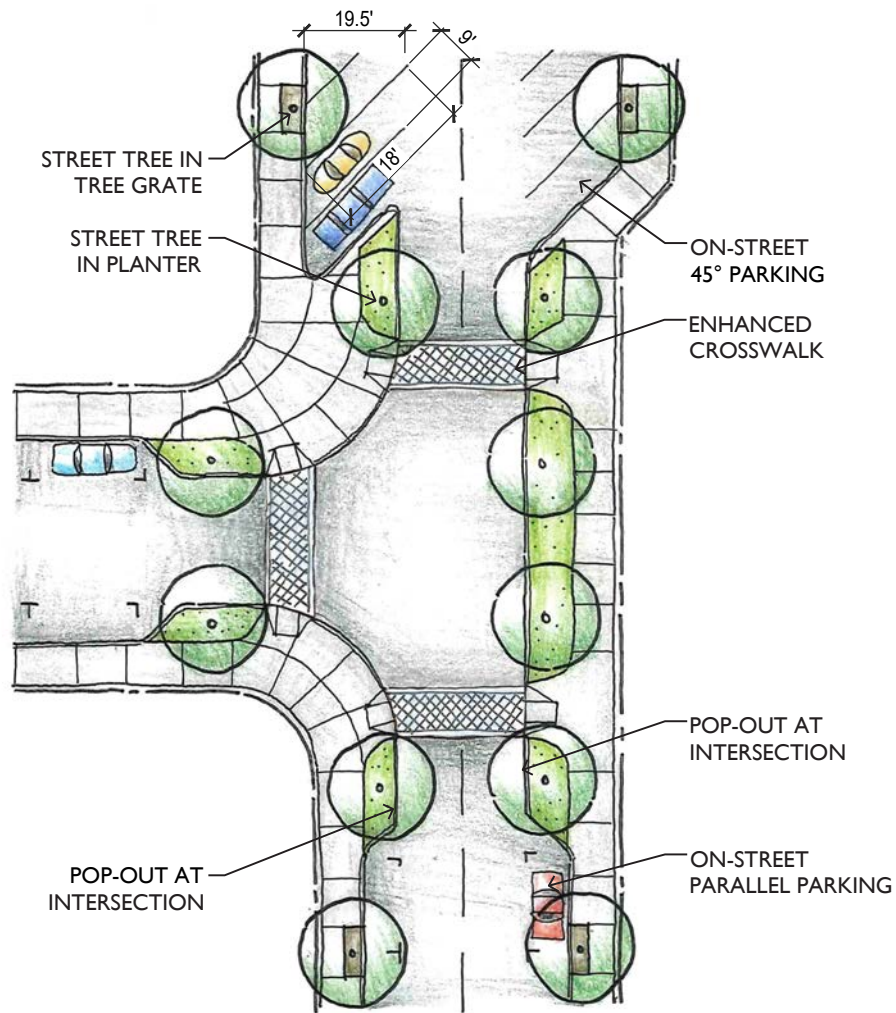 19.5'
9'
18'
STREET TREE IN
TREE GRATE
STREET TREE
IN PLANTER
ON-STREET
45° PARKING
ENHANCED
CROSSWALK
POP-OUT AT
INTERSECTION
POP-OUT AT
INTERSECTION
ON-STREET
PARALLEL PARKING